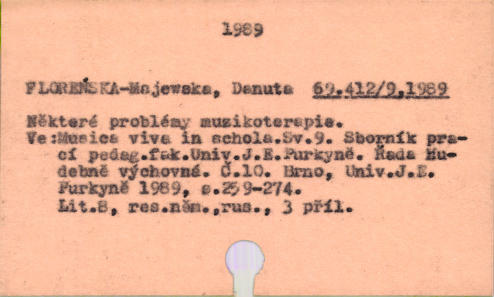 1989
FLOREŃSKA-Majewska, Danuta 69.412/9,1989
Některé problémy muzikoterapie.
Ve:Musica viva in schola.Sv.9. Sborník pra-
cí pedag.fak.Univ.J.E.Purkyně. Řada Hu-
debně výchovná. Č.10. Brno, Univ.J.E.
Purkyně 1989, s.259-274.
Lit.8, res.něm.,rus., 3 příl.